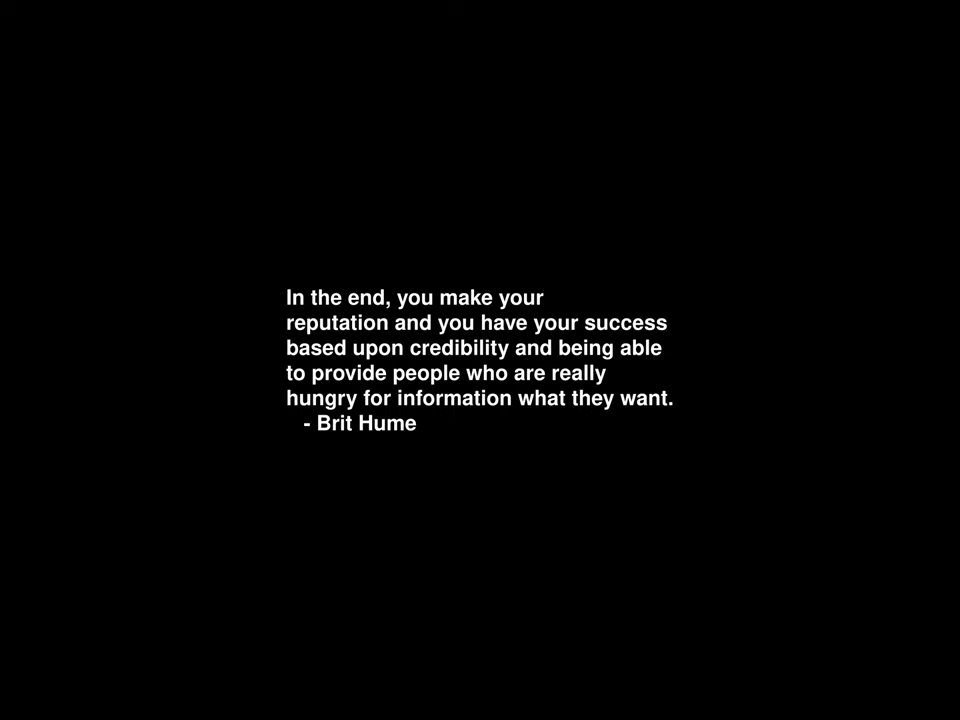 In the end, you make your
reputation and you have your success
based upon credibility and being able
to provide people who are really
hungry for information what they want.
- Brit Hume